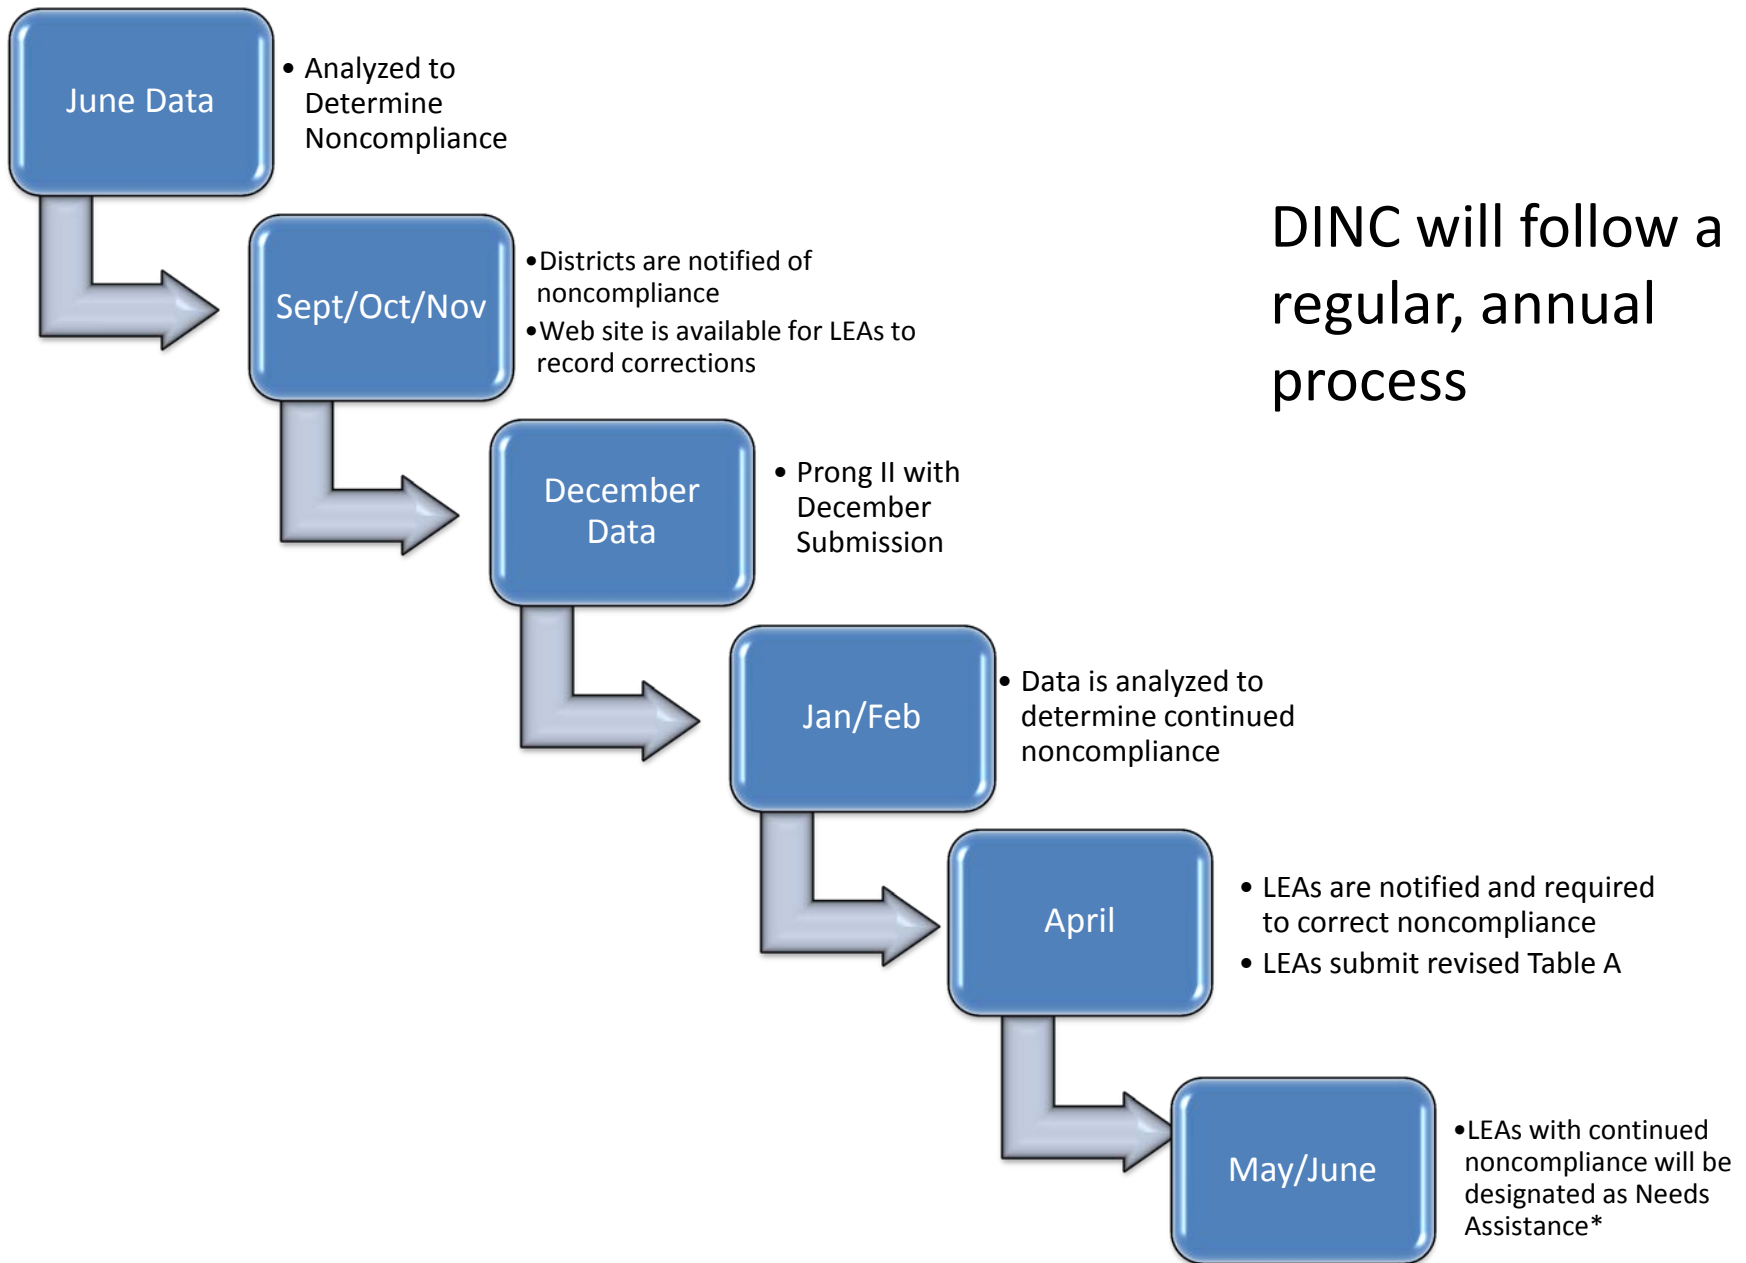 June Data
• Analyzed to
Determine
Noncompliance
DINC will follow a
regular, annual
process
Sept/Oct/Nov
•Districts are notified of
noncompliance
•Web site is available for LEAs to
record corrections
December
Data
• Prong II with
December
Submission
Jan/Feb
• Data is analyzed to
determine continued
noncompliance
April
• LEAs are notified and required
to correct noncompliance
• LEAs submit revised Table A
May/June
•LEAs with continued
noncompliance will be
designated as Needs
Assistance*